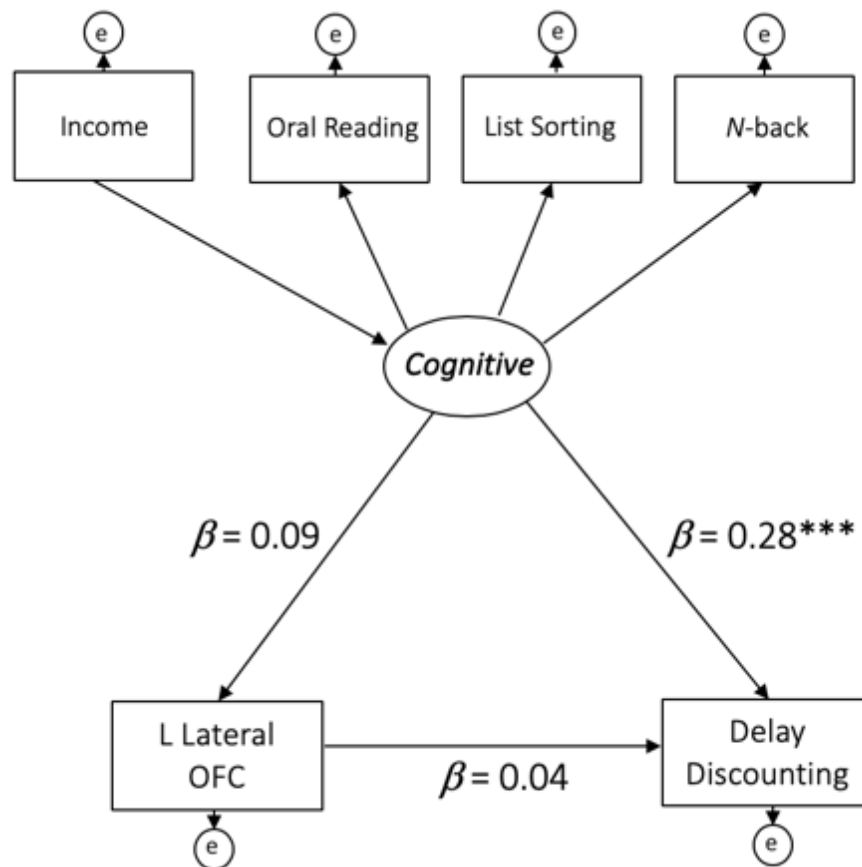 e
e
e
e
Income
Oral Reading
List Sorting
N-back
Cognitive
β = 0.09
β = 0.28***
L Lateral
OFC
Delay
Discounting
β = 0.04
e
e